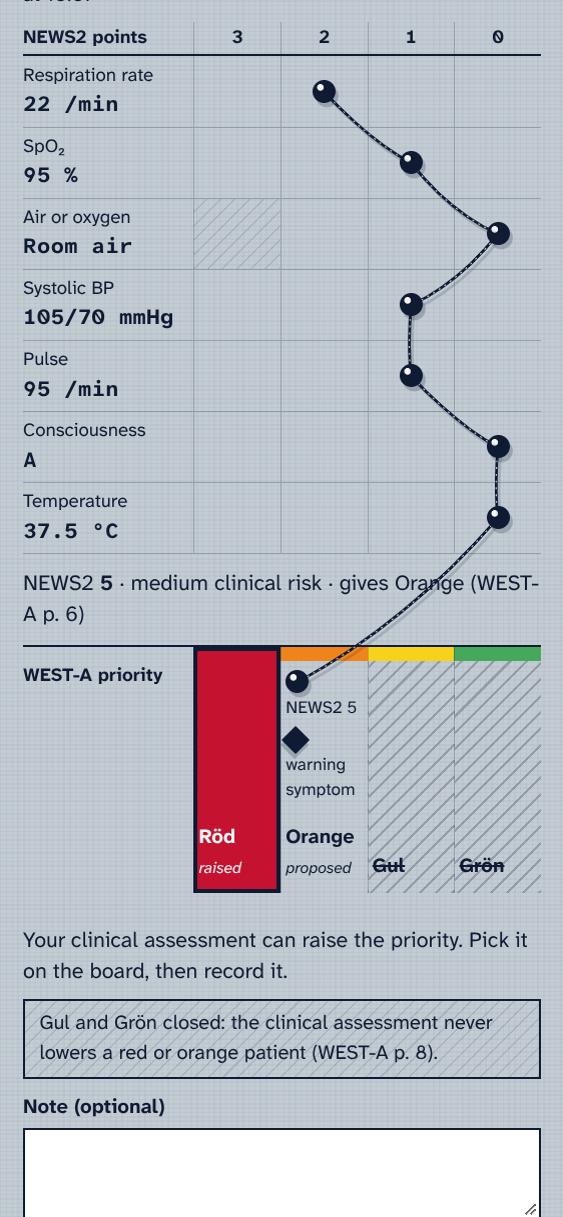 NEWS2 points 3 2 1 0
Respiration rate
22 /min
SpO₂
95 %
Air or oxygen
Room air
Systolic BP
105/70 mmHg
Pulse
95 /min
Consciousness
A
Temperature
37.5 °C
NEWS2 5 · medium clinical risk · gives Orange (WEST-
A p. 6)
WEST-A priority
NEWS2 5
warning
symptom
Röd Orange
raised proposed Gul Grön
Your clinical assessment can raise the priority. Pick it
on the board, then record it.
Gul and Grön closed: the clinical assessment never
lowers a red or orange patient (WEST-A p. 8).
Note (optional)